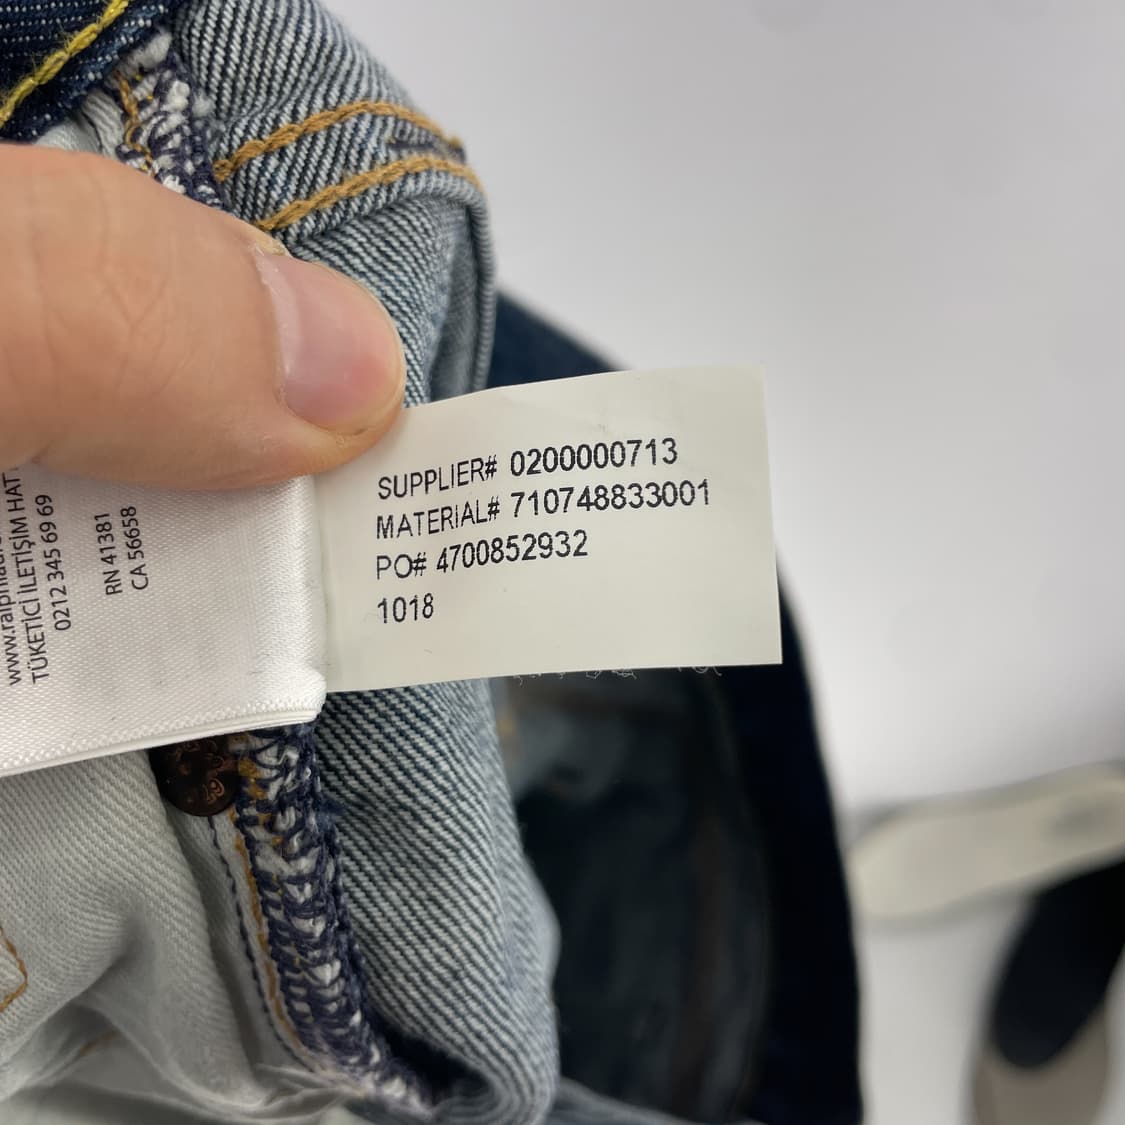 SUPPLIER# 0200000713
MATERIAL# 710748833001
PO# 4700852932
1018
TÜKETİCİ İLETİŞİM HAT
0212 345 69 69
RN 41381
CA 56658